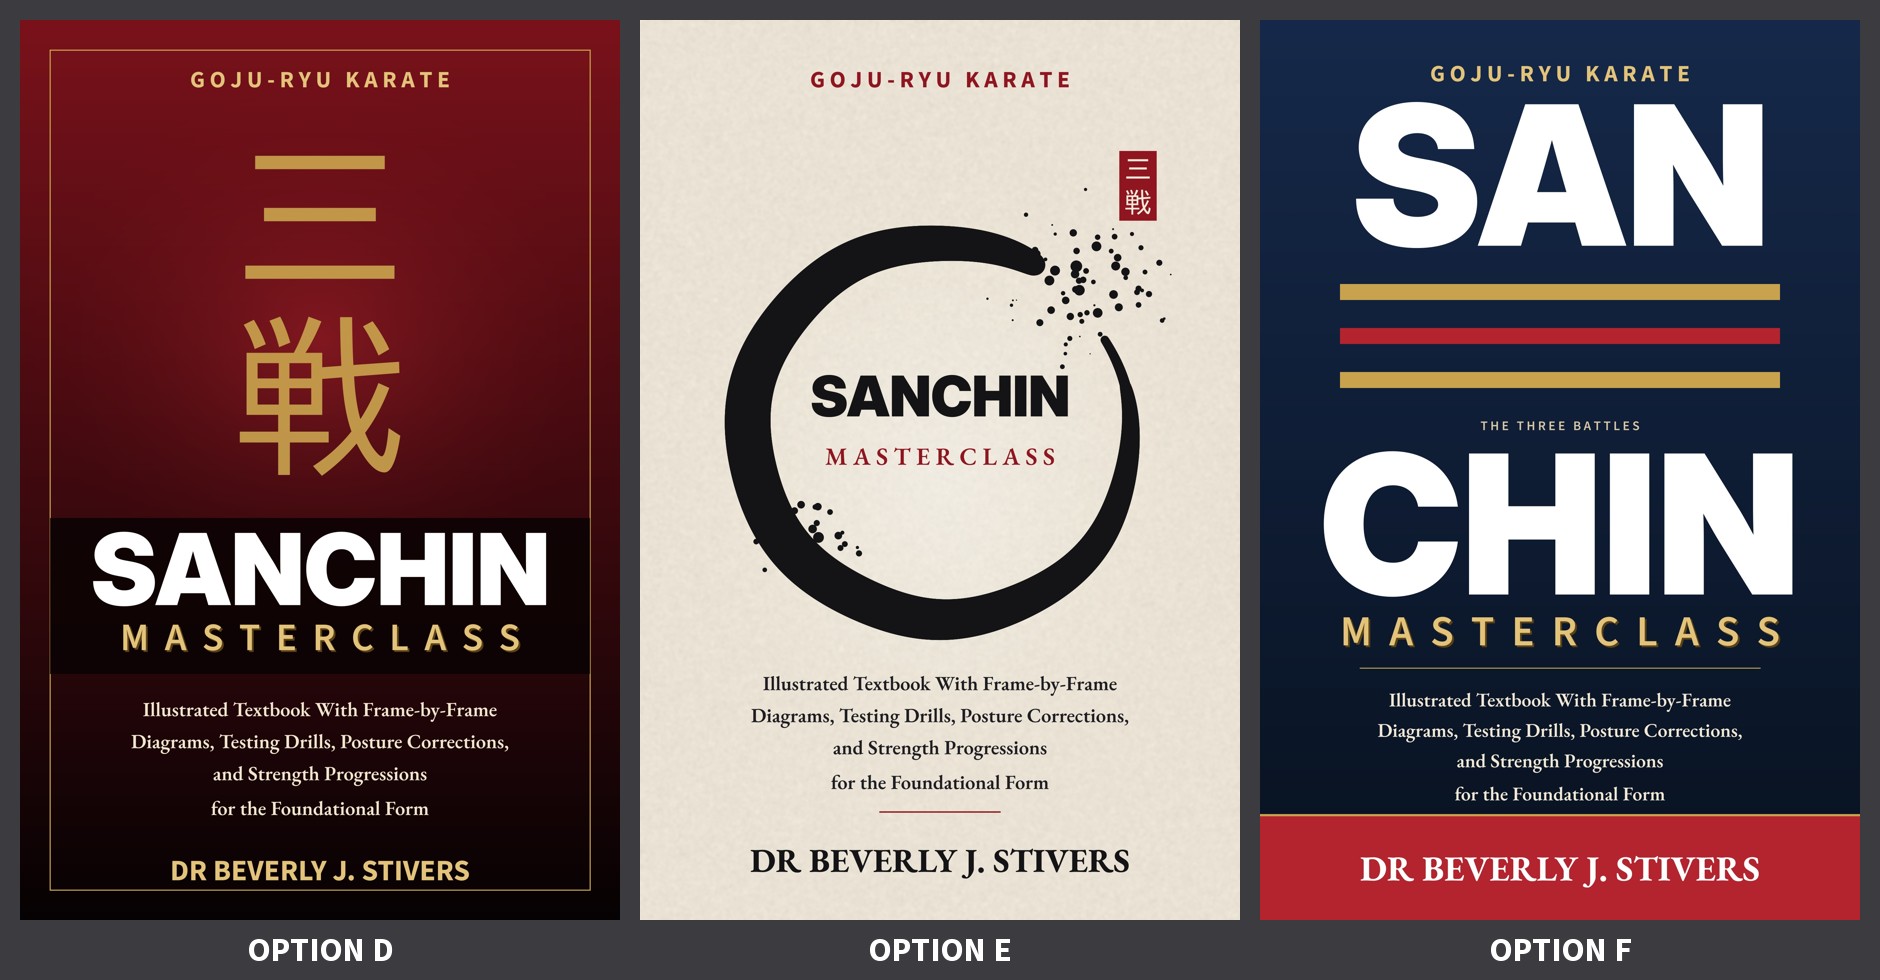 GOJU-RYU KARATE
三
戦
SANCHIN
MASTERCLASS
Illustrated Textbook With Frame-by-Frame
Diagrams, Testing Drills, Posture Corrections,
and Strength Progressions
for the Foundational Form
DR BEVERLY J. STIVERS
OPTION D
GOJU-RYU KARATE
三
戦
SANCHIN
MASTERCLASS
Illustrated Textbook With Frame-by-Frame
Diagrams, Testing Drills, Posture Corrections,
and Strength Progressions
for the Foundational Form
DR BEVERLY J. STIVERS
OPTION E
GOJU-RYU KARATE
SAN
THE THREE BATTLES
CHIN
MASTERCLASS
Illustrated Textbook With Frame-by-Frame
Diagrams, Testing Drills, Posture Corrections,
and Strength Progressions
for the Foundational Form
DR BEVERLY J. STIVERS
OPTION F